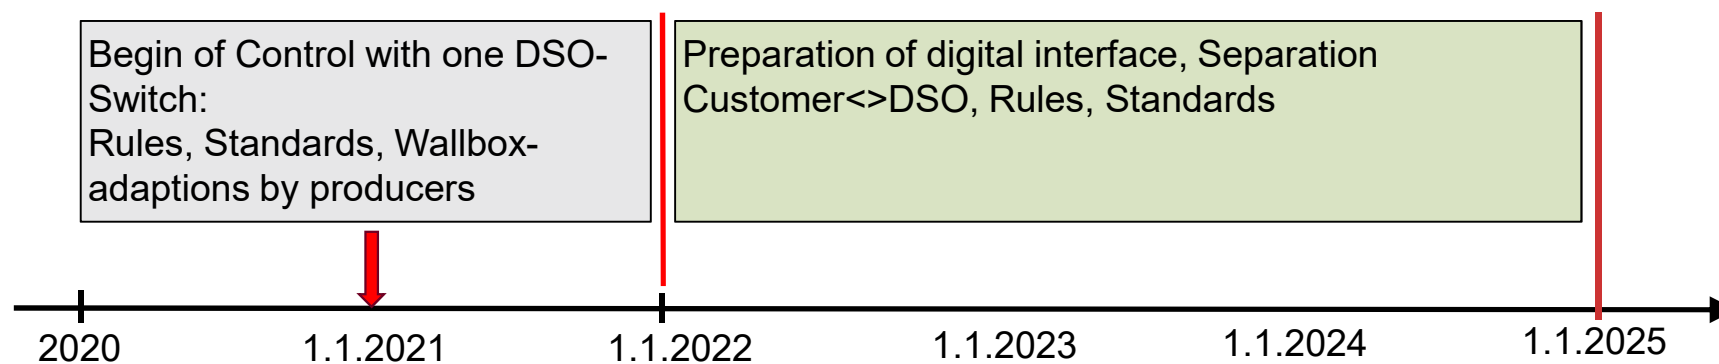 Begin of Control with one DSO-
Switch:
Rules, Standards, Wallbox-
adaptions by producers
Preparation of digital interface, Separation
Customer<>DSO, Rules, Standards
2020
1.1.2021
1.1.2022
1.1.2023
1.1.2024
1.1.2025